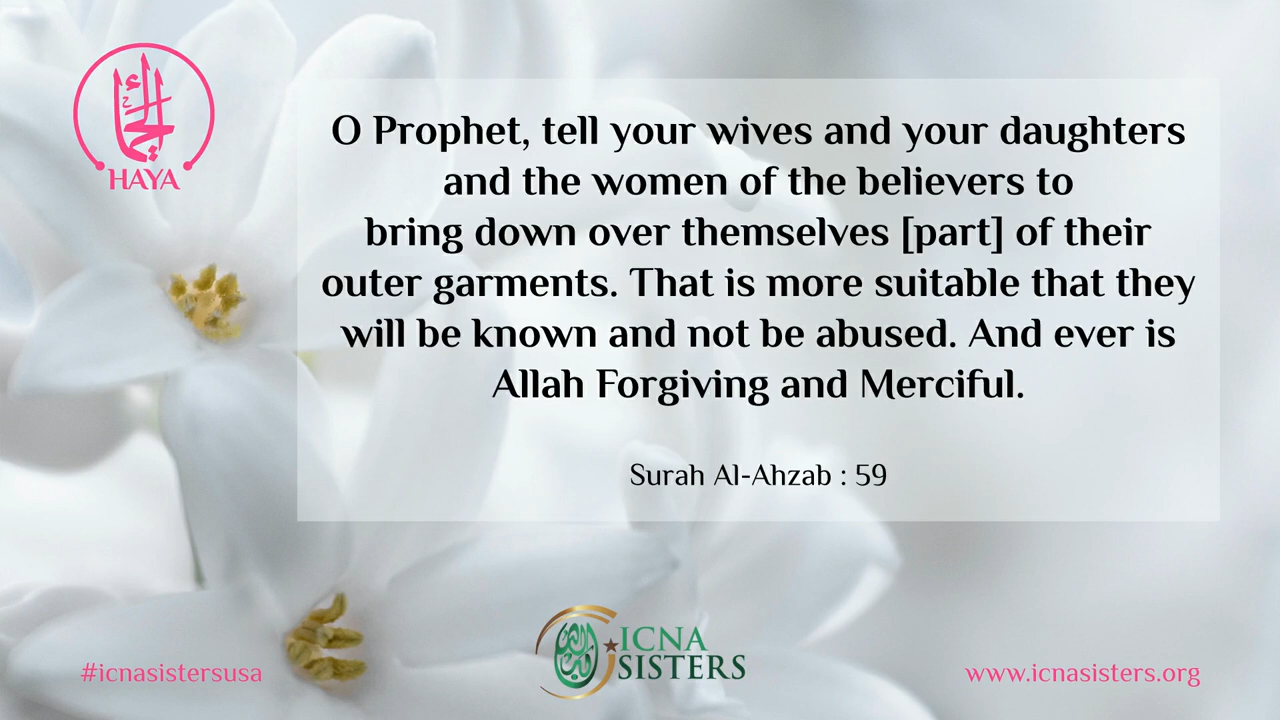 الحياء
HAYA
O Prophet, tell your wives and your daughters
and the women of the believers to
bring down over themselves [part] of their
outer garments. That is more suitable that they
will be known and not be abused. And ever is
Allah Forgiving and Merciful.
Surah Al-Ahzab : 59
ICNA
SISTERS
#icnasistersusa
www.icnasisters.org